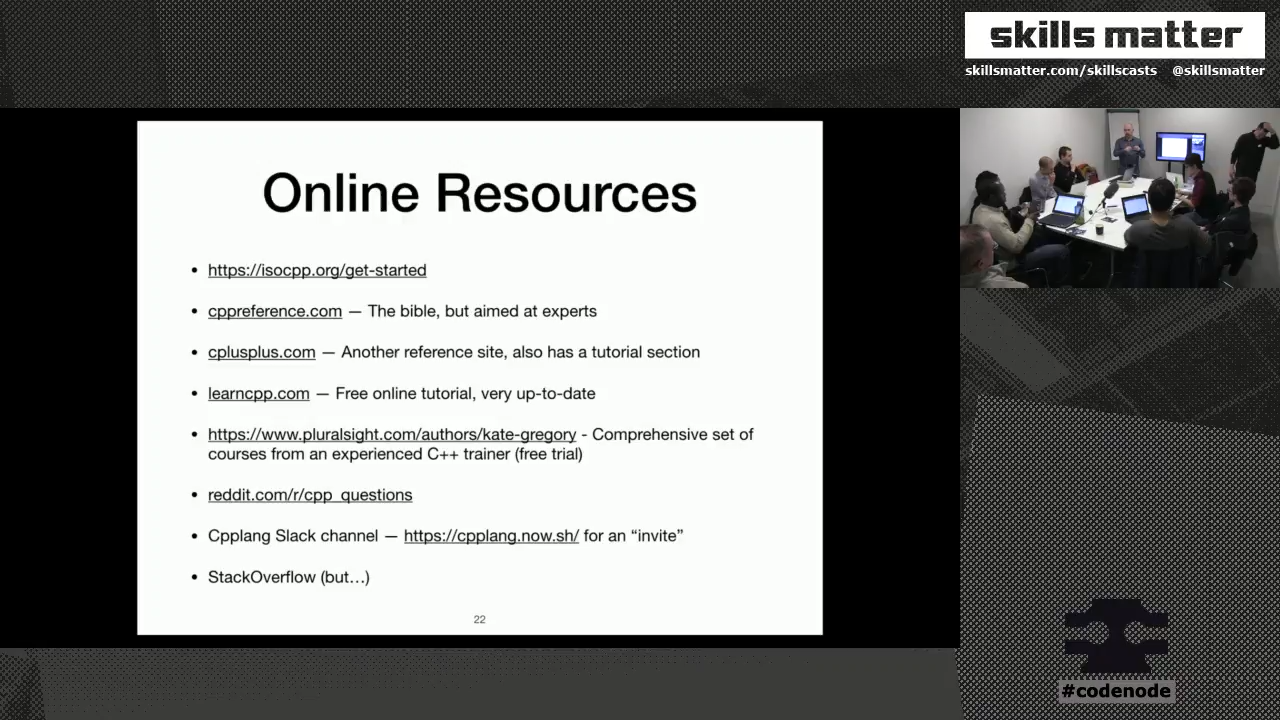 skills matter
skillsmatter.com/skillscasts @skillsmatter
Online Resources
• https://isocpp.org/get-started
• cppreference.com — The bible, but aimed at experts
• cplusplus.com — Another reference site, also has a tutorial section
• learncpp.com — Free online tutorial, very up-to-date
• https://www.pluralsight.com/authors/kate-gregory - Comprehensive set of
courses from an experienced C++ trainer (free trial)
• reddit.com/r/cpp_questions
• Cpplang Slack channel — https://cpplang.now.sh/ for an “invite”
• StackOverflow (but…)
22
#codenode